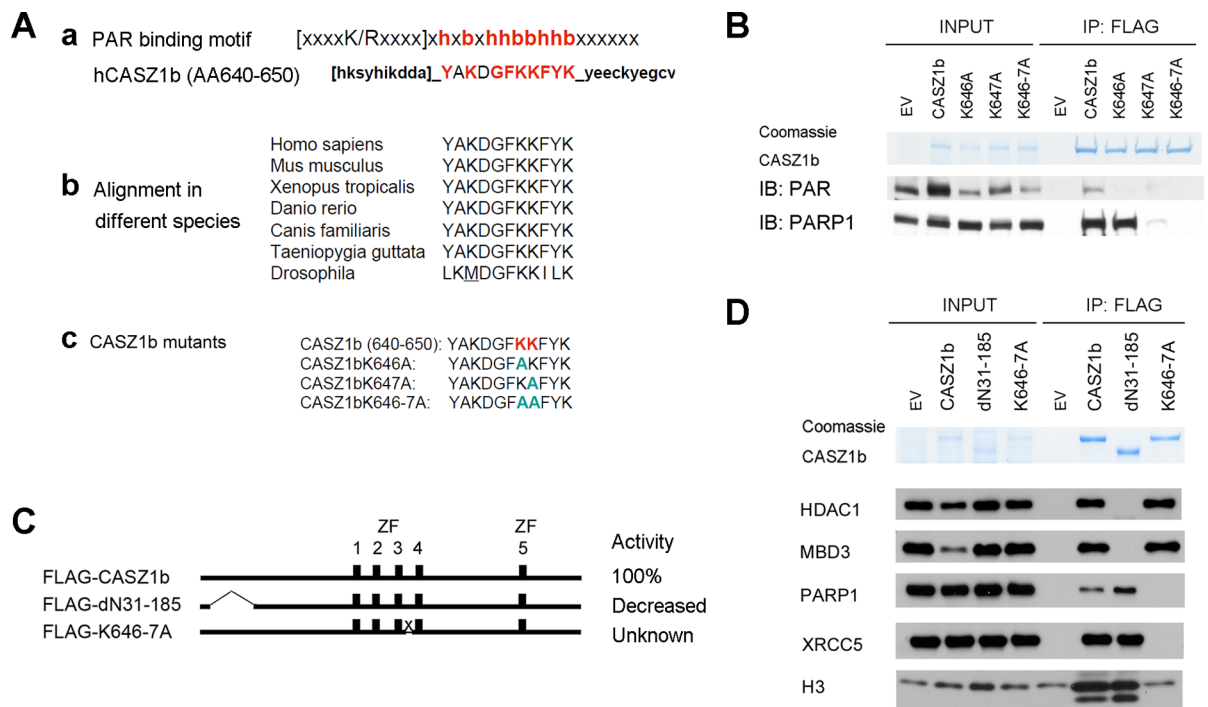 A
a PAR binding motif [xxxxK/Rxxxx]xhxbxhhbbhhbxxxxxx
hCASZ1b (AA640-650) [hksyhikdda]_YAKDGFKKFYK_yeeckyegcv
b Alignment in different species
Homo sapiens YAKDGFKKFYK
Mus musculus YAKDGFKKFYK
Xenopus tropicalis YAKDGFKKFYK
Danio rerio YAKDGFKKFYK
Canis familiaris YAKDGFKKFYK
Taeniopygia guttata YAKDGFKKFYK
Drosophila LKMDGFKKILK
c CASZ1b mutants
CASZ1b (640-650): YAKDGFKKFYK
CASZ1bK646A: YAKDGFAKFYK
CASZ1bK647A: YAKDGFKAFYK
CASZ1bK646-7A: YAKDGFAAFYK
B
INPUT IP: FLAG
EV CASZ1b K646A K647A K646-7A EV CASZ1b K646A K647A K646-7A
Coomassie
CASZ1b
IB: PAR
IB: PARP1
C
ZF ZF
1 2 3 4 5 Activity
FLAG-CASZ1b 100%
FLAG-dN31-185 Decreased
FLAG-K646-7A X Unknown
D
INPUT IP: FLAG
EV CASZ1b dN31-185 K646-7A EV CASZ1b dN31-185 K646-7A
Coomassie
CASZ1b
HDAC1
MBD3
PARP1
XRCC5
H3